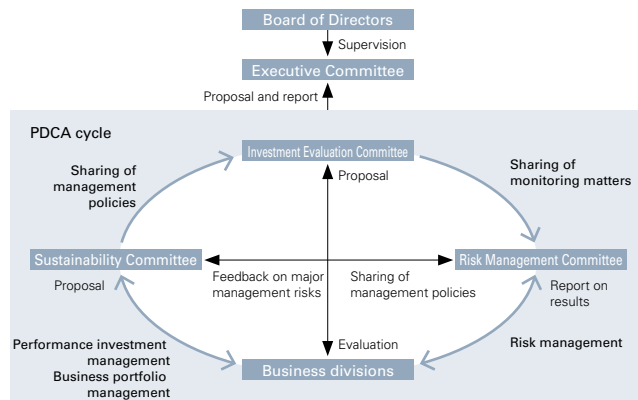 Board of Directors
Supervision
Executive Committee
Proposal and report
PDCA cycle
Investment Evaluation Committee
Sharing of
management
policies
Proposal
Sharing of
monitoring matters
Sustainability Committee
Risk Management Committee
Proposal
Feedback on major
management risks
Sharing of
management policies
Report on
results
Performance investment
management
Business portfolio
management
Evaluation
Risk management
Business divisions